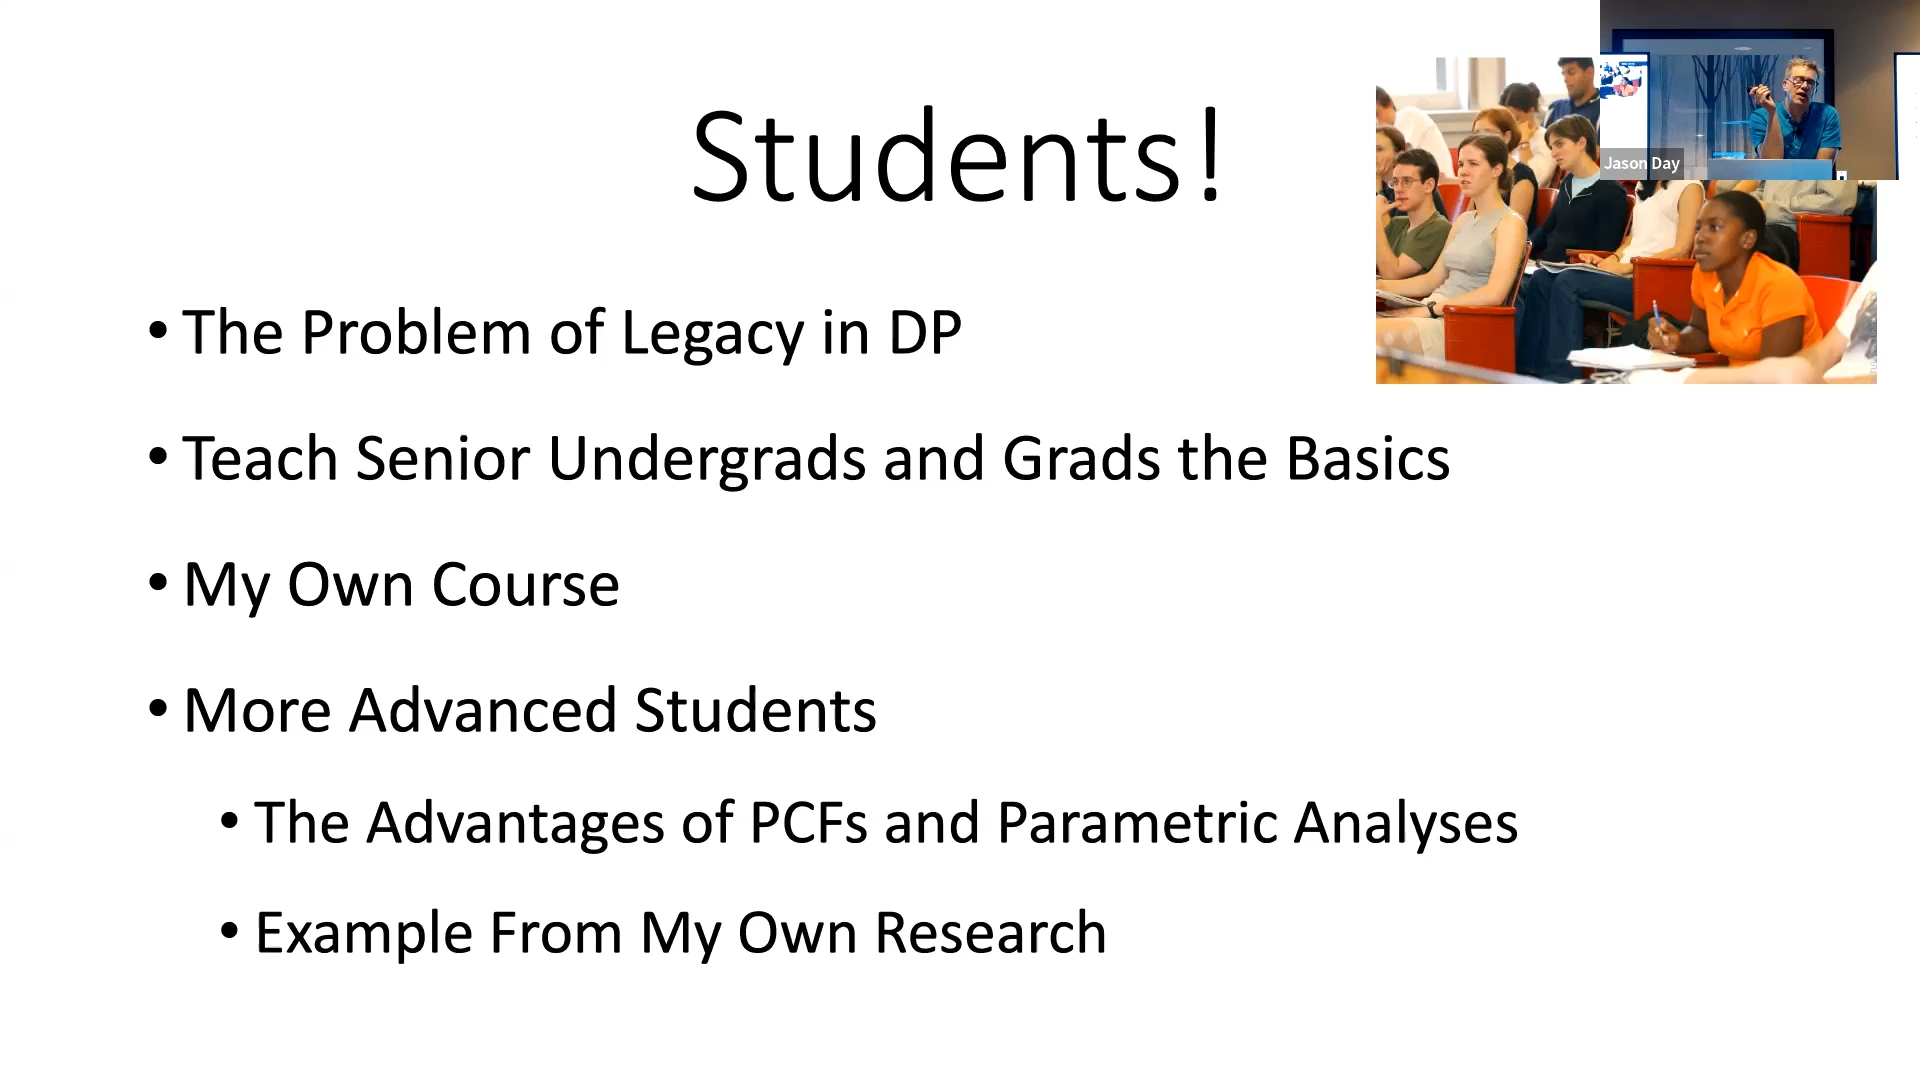 Students!
Jason Day
• The Problem of Legacy in DP
• Teach Senior Undergrads and Grads the Basics
• My Own Course
• More Advanced Students
• The Advantages of PCFs and Parametric Analyses
• Example From My Own Research